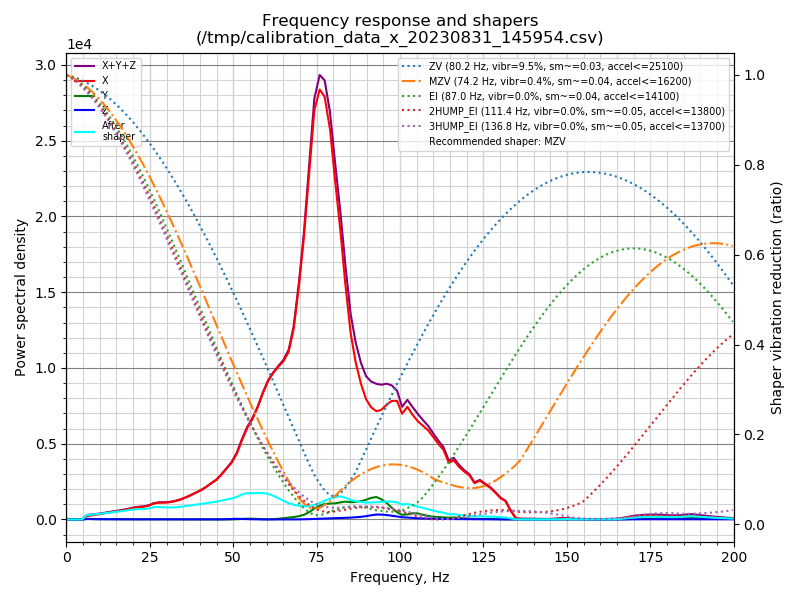 Frequency response and shapers
(/tmp/calibration_data_x_20230831_145954.csv)
1e4
X+Y+Z
X
Y
Z
After
shaper
ZV (80.2 Hz, vibr=9.5%, sm~=0.03, accel<=25100)
MZV (74.2 Hz, vibr=0.4%, sm~=0.04, accel<=16200)
EI (87.0 Hz, vibr=0.0%, sm~=0.04, accel<=14100)
2HUMP_EI (111.4 Hz, vibr=0.0%, sm~=0.05, accel<=13800)
3HUMP_EI (136.8 Hz, vibr=0.0%, sm~=0.05, accel<=13700)
Recommended shaper: MZV
Power spectral density
3.0
2.5
2.0
1.5
1.0
0.5
0.0
1.0
0.8
0.6
0.4
0.2
0.0
Shaper vibration reduction (ratio)
0 25 50 75 100 125 150 175 200
Frequency, Hz